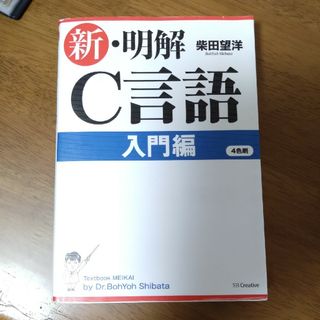 新・明解
柴田望洋
BohYoh Shibata
C言語
入門編
4色刷
Textbook MEIKAI
by Dr.BohYoh Shibata
SB Creative